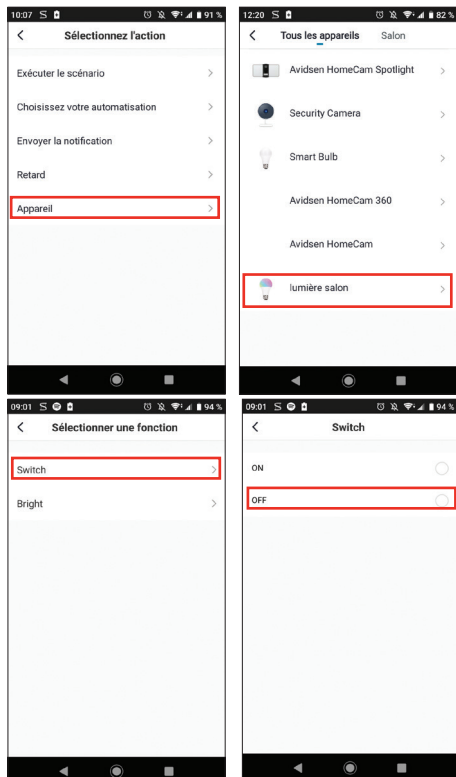 10:07 S 91 %
Sélectionnez l'action
Exécuter le scénario
Choisissez votre automatisation
Envoyer la notification
Retard
Appareil
12:20 S 82 %
Tous les appareils Salon
Avidsen HomeCam Spotlight
Security Camera
Smart Bulb
Avidsen HomeCam 360
Avidsen HomeCam
lumière salon
09:01 S 94 %
Sélectionner une fonction
Switch
Bright
09:01 S 94 %
Switch
ON
OFF